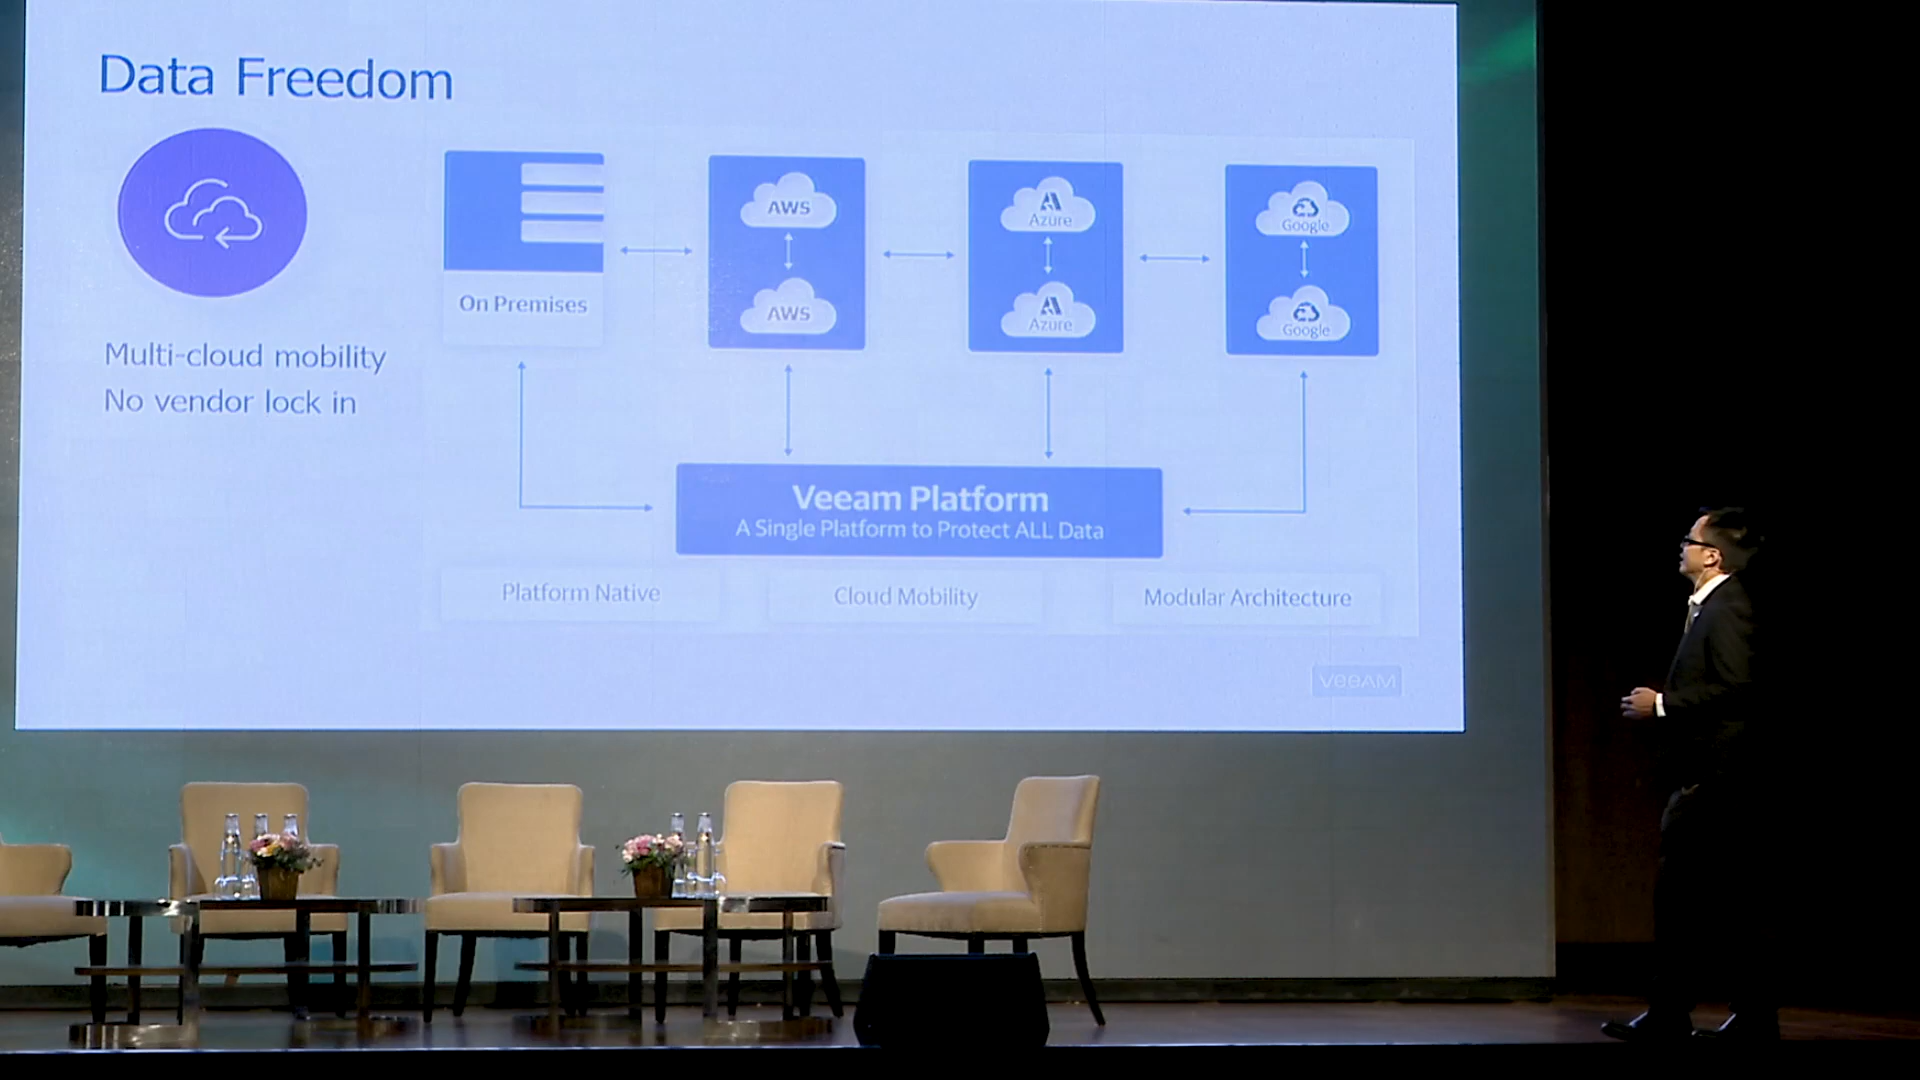 Data Freedom
Multi-cloud mobility
No vendor lock in
On Premises
AWS
AWS
Azure
Azure
Google
Google
Veeam Platform
A Single Platform to Protect ALL Data
Platform Native
Cloud Mobility
Modular Architecture
veeAM